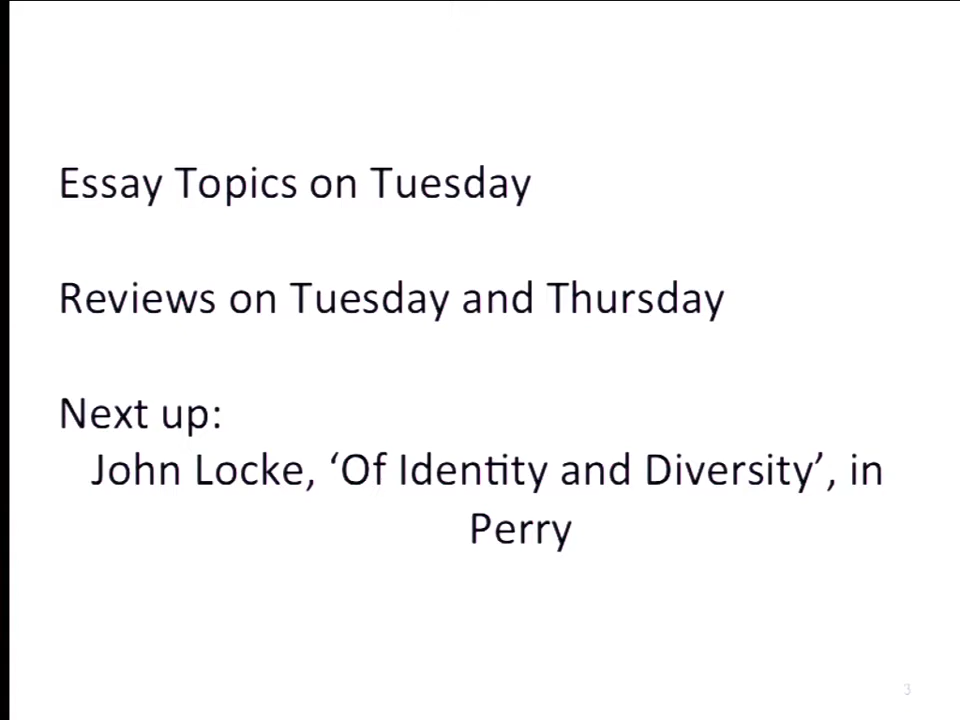 Essay Topics on Tuesday
Reviews on Tuesday and Thursday
Next up:
John Locke, ‘Of Identity and Diversity’, in
Perry
3